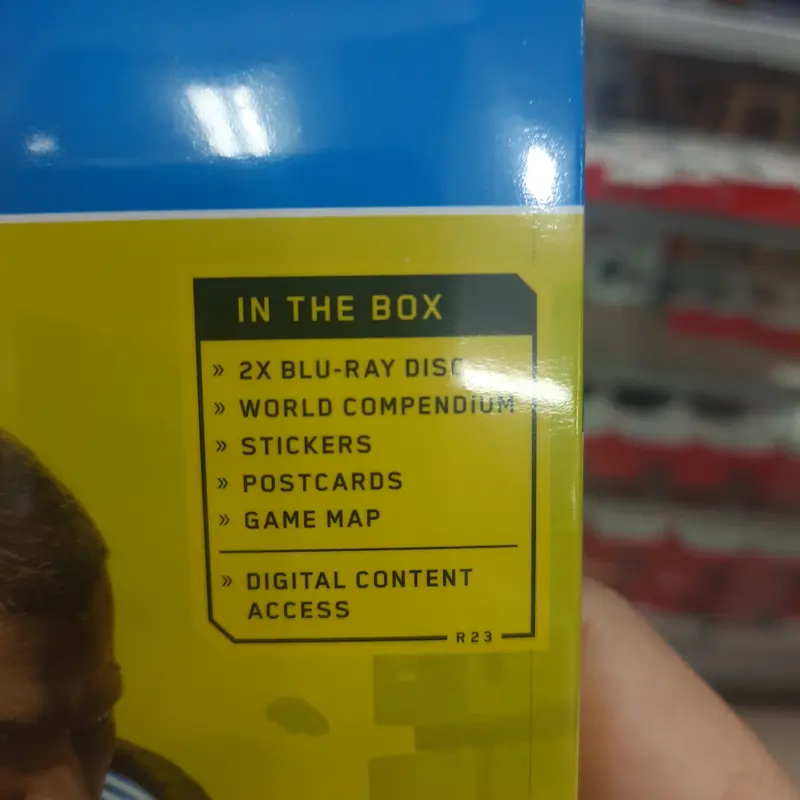 IN THE BOX
» 2X BLU-RAY DISC
» WORLD COMPENDIUM
» STICKERS
» POSTCARDS
» GAME MAP
» DIGITAL CONTENT
ACCESS
R23